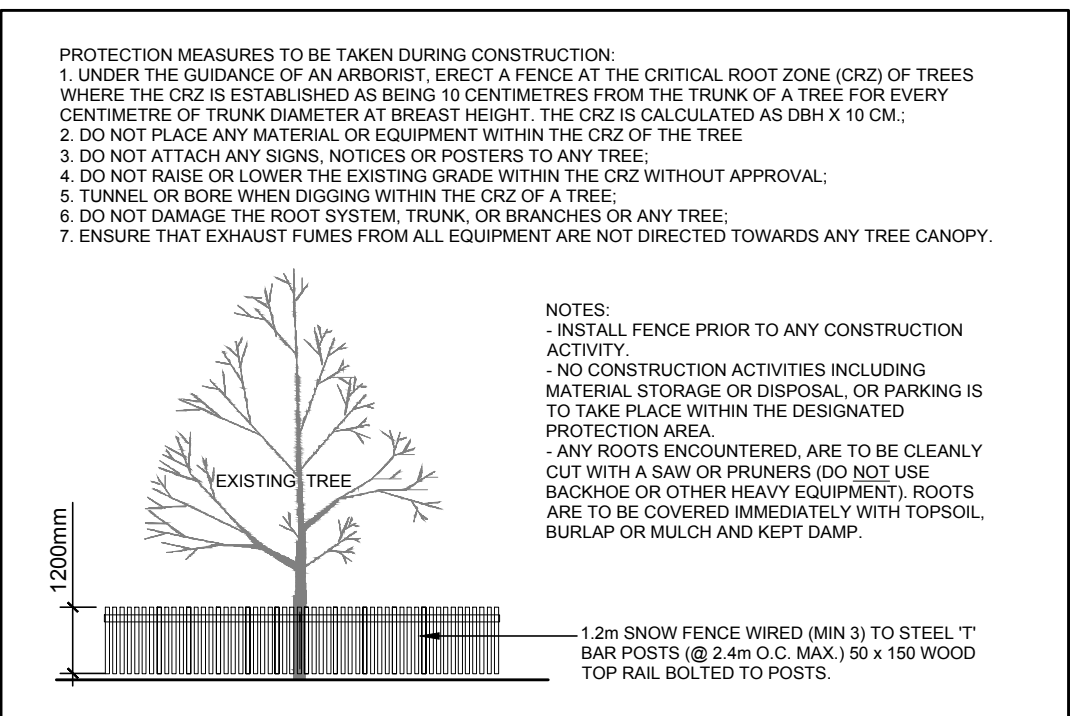 PROTECTION MEASURES TO BE TAKEN DURING CONSTRUCTION:
1. UNDER THE GUIDANCE OF AN ARBORIST, ERECT A FENCE AT THE CRITICAL ROOT ZONE (CRZ) OF TREES
WHERE THE CRZ IS ESTABLISHED AS BEING 10 CENTIMETRES FROM THE TRUNK OF A TREE FOR EVERY
CENTIMETRE OF TRUNK DIAMETER AT BREAST HEIGHT. THE CRZ IS CALCULATED AS DBH X 10 CM.;
2. DO NOT PLACE ANY MATERIAL OR EQUIPMENT WITHIN THE CRZ OF THE TREE
3. DO NOT ATTACH ANY SIGNS, NOTICES OR POSTERS TO ANY TREE;
4. DO NOT RAISE OR LOWER THE EXISTING GRADE WITHIN THE CRZ WITHOUT APPROVAL;
5. TUNNEL OR BORE WHEN DIGGING WITHIN THE CRZ OF A TREE;
6. DO NOT DAMAGE THE ROOT SYSTEM, TRUNK, OR BRANCHES OR ANY TREE;
7. ENSURE THAT EXHAUST FUMES FROM ALL EQUIPMENT ARE NOT DIRECTED TOWARDS ANY TREE CANOPY.
NOTES:
- INSTALL FENCE PRIOR TO ANY CONSTRUCTION
ACTIVITY.
- NO CONSTRUCTION ACTIVITIES INCLUDING
MATERIAL STORAGE OR DISPOSAL, OR PARKING IS
TO TAKE PLACE WITHIN THE DESIGNATED
PROTECTION AREA.
- ANY ROOTS ENCOUNTERED, ARE TO BE CLEANLY
CUT WITH A SAW OR PRUNERS (DO NOT USE
BACKHOE OR OTHER HEAVY EQUIPMENT). ROOTS
ARE TO BE COVERED IMMEDIATELY WITH TOPSOIL,
BURLAP OR MULCH AND KEPT DAMP.
EXISTING TREE
1200mm
1.2m SNOW FENCE WIRED (MIN 3) TO STEEL 'T'
BAR POSTS (@ 2.4m O.C. MAX.) 50 x 150 WOOD
TOP RAIL BOLTED TO POSTS.